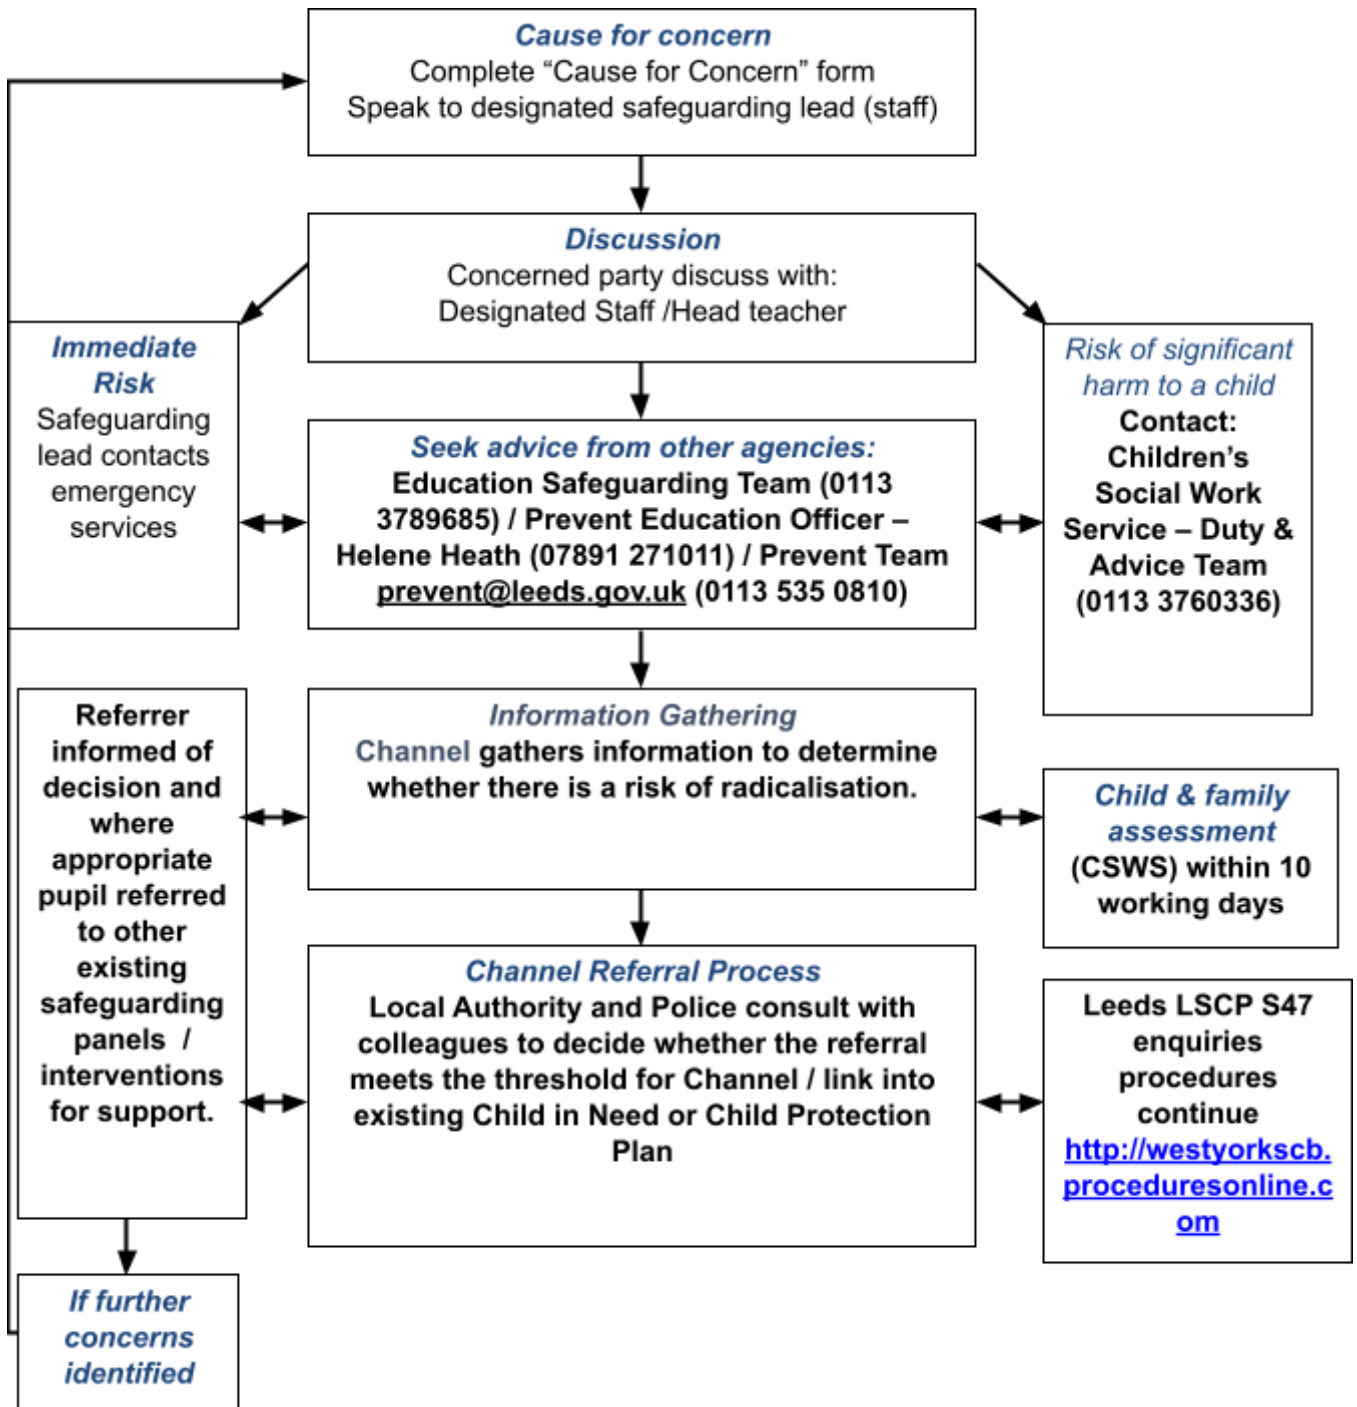 Cause for concern
Complete “Cause for Concern” form
Speak to designated safeguarding lead (staff)
Discussion
Concerned party discuss with:
Designated Staff /Head teacher
Immediate
Risk
Safeguarding
lead contacts
emergency
services
Seek advice from other agencies:
Education Safeguarding Team (0113
3789685) / Prevent Education Officer –
Helene Heath (07891 271011) / Prevent Team
prevent@leeds.gov.uk (0113 535 0810)
Risk of significant
harm to a child
Contact:
Children’s
Social Work
Service – Duty &
Advice Team
(0113 3760336)
Referrer
informed of
decision and
where
appropriate
pupil referred
to other
existing
safeguarding
panels /
interventions
for support.
Information Gathering
Channel gathers information to determine
whether there is a risk of radicalisation.
Child & family
assessment
(CSWS) within 10
working days
Channel Referral Process
Local Authority and Police consult with
colleagues to decide whether the referral
meets the threshold for Channel / link into
existing Child in Need or Child Protection
Plan
Leeds LSCP S47
enquiries
procedures
continue
http://westyorkscb.
proceduresonline.c
om
If further
concerns
identified